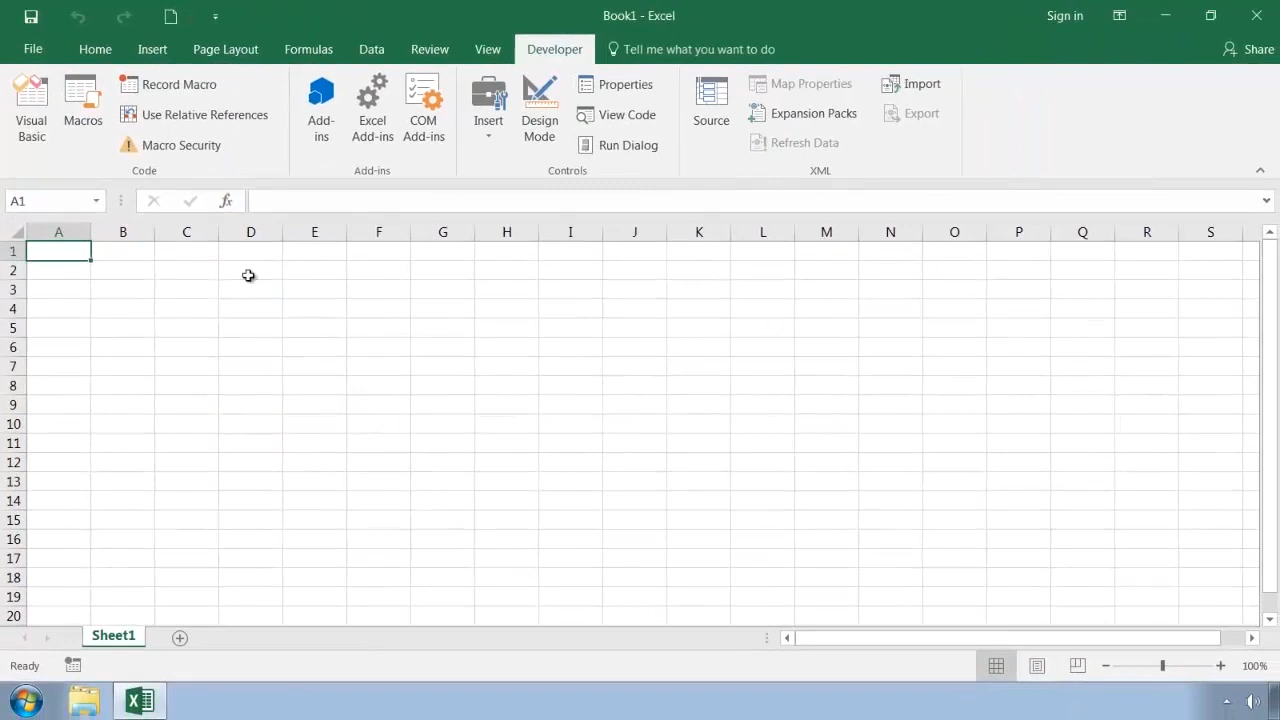 Book1 - Excel
Sign in
File Home Insert Page Layout Formulas Data Review View Developer Tell me what you want to do Share
Visual Basic
Macros
Record Macro
Use Relative References
Macro Security
Code
Add-ins
Excel Add-ins
COM Add-ins
Add-ins
Insert
Design Mode
Properties
View Code
Run Dialog
Controls
Source
Map Properties
Expansion Packs
Refresh Data
Import
Export
XML
A1
fx
A B C D E F G H I J K L M N O P Q R S
1
2
3
4
5
6
7
8
9
10
11
12
13
14
15
16
17
18
19
20
Sheet1
Ready
100%